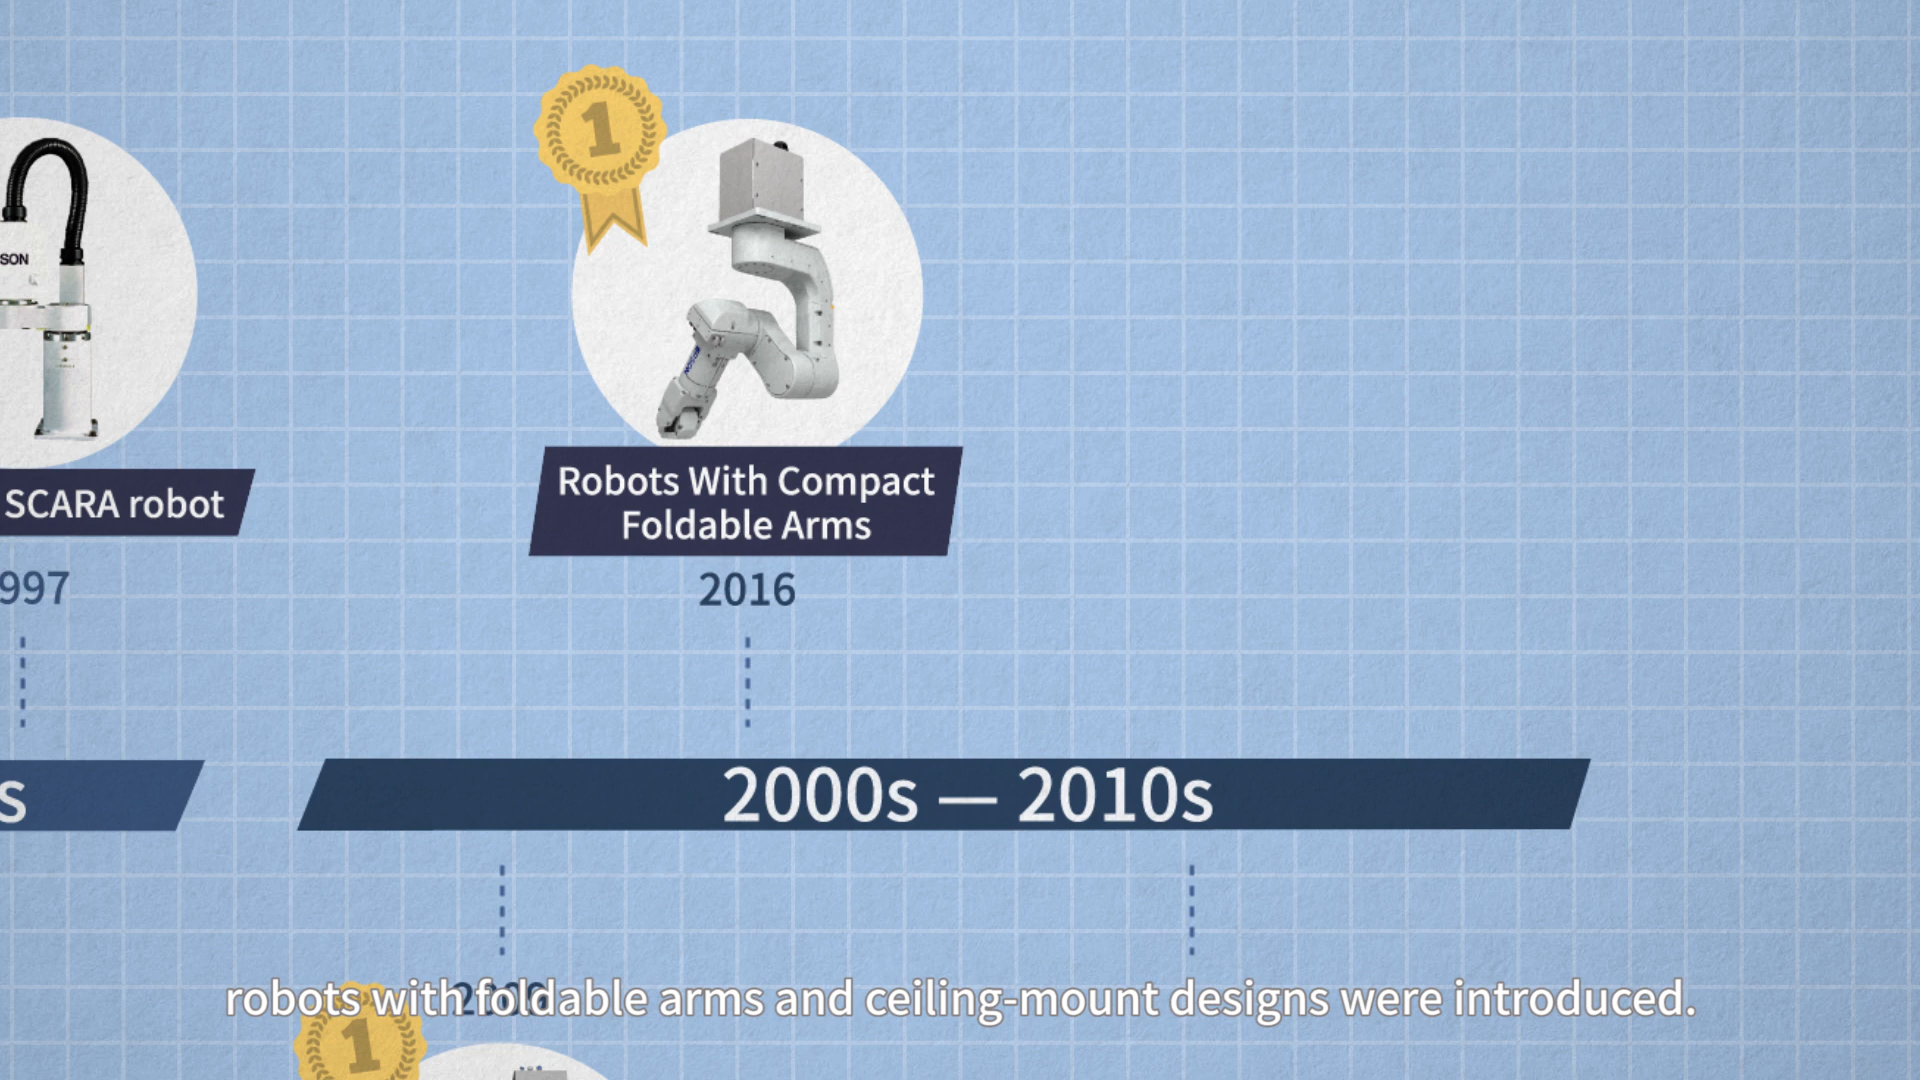 1
SON
EPSON
SCARA robot
Robots With Compact
Foldable Arms
997
2016
s
2000s — 2010s
robots with foldable arms and ceiling-mount designs were introduced.
1